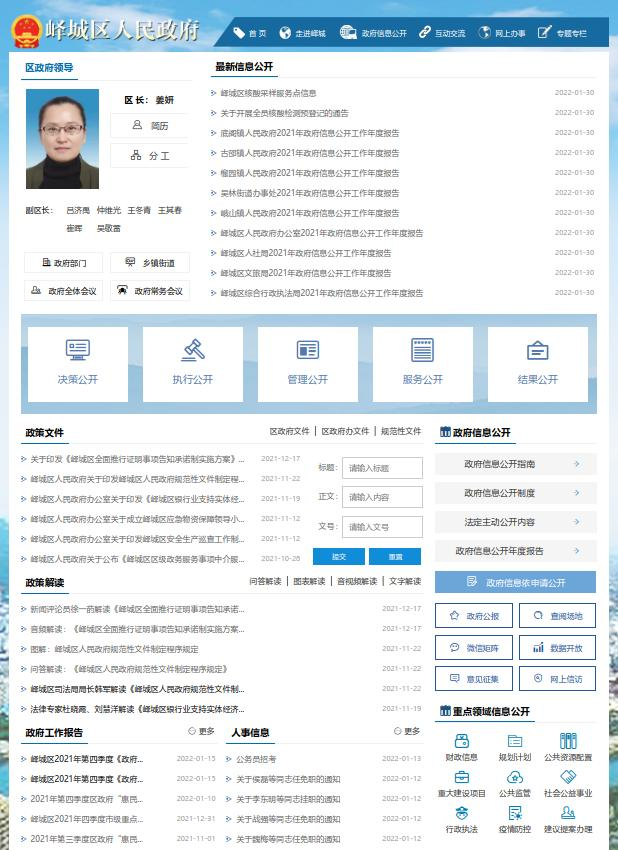 峄城区人民政府
首 页
走进峄城
政府信息公开
互动交流
网上办事
专题专栏
区政府领导
区 长： 姜妍
简历
分 工
副区长： 吕济禹 仲维光 王冬青 王其春
崔晖 吴敬雷
政府部门
乡镇街道
政府全体会议
政府常务会议
最新信息公开
峄城区核酸采样服务点信息 2022-01-30
关于开展全员核酸检测预登记的通告 2022-01-30
底阁镇人民政府2021年政府信息公开工作年度报告 2022-01-30
古邵镇人民政府2021年政府信息公开工作年度报告 2022-01-30
榴园镇人民政府2021年政府信息公开工作年度报告 2022-01-30
吴林街道办事处2021年政府信息公开工作年度报告 2022-01-30
峨山镇人民政府2021年政府信息公开工作年度报告 2022-01-30
峄城区人民政府办公室2021年政府信息公开工作年度报告 2022-01-30
峄城区人社局2021年政府信息公开工作年度报告 2022-01-30
峄城区文旅局2021年政府信息公开工作年度报告 2022-01-30
峄城区综合行政执法局2021年政府信息公开工作年度报告 2022-01-30
决策公开
执行公开
管理公开
服务公开
结果公开
政策文件
区政府文件 | 区政府办文件 | 规范性文件
关于印发《峄城区全面推行证明事项告知承诺制实施方案》... 2021-12-17
峄城区人民政府关于印发峄城区人民政府规范性文件制定程... 2021-11-22
峄城区人民政府办公室关于印发《峄城区银行业支持实体经... 2021-11-19
峄城区人民政府办公室关于成立峄城区应急物资保障领导小... 2021-11-12
峄城区人民政府办公室关于印发峄城区安全生产巡查工作制... 2021-11-12
峄城区人民政府关于公布《峄城区区级政务服务事项中介服... 2021-10-26
标题： 请输入标题
正文： 请输入内容
文号： 请输入文号
提交
重置
政策解读
问答解读 | 图表解读 | 音视频解读 | 文字解读
新闻评论员徐一药解读《峄城区全面推行证明事项告知承诺... 2021-12-17
音频解读：《峄城区全面推行证明事项告知承诺制实施方案... 2021-12-17
图解：峄城区人民政府规范性文件制定程序规定 2021-11-22
问答解读：《峄城区人民政府规范性文件制定程序规定》 2021-11-22
峄城区司法局局长韩军解读《峄城区人民政府规范性文件制... 2021-11-22
法律专家杜晓飚、刘慧洋解读《峄城区银行业支持实体经济... 2021-11-19
政府工作报告 更多
峄城区2021年第四季度《政府... 2022-01-15
峄城区2021年第四季度《政府... 2022-01-15
2021年第四季度区政府“惠民... 2022-01-10
峄城区2021年四季度市级重点... 2021-12-31
2021年第三季度区政府“惠民... 2021-11-01
人事信息 更多
公务员招考 2022-01-13
关于侯磊等同志任免职的通知 2022-01-12
关于李东明等同志挂职的通知 2022-01-12
关于战强等同志任免职的通知 2022-01-12
关于魏梅等同志任免职的通知 2022-01-12
政府信息公开
政府信息公开指南
政府信息公开制度
法定主动公开内容
政府信息公开年度报告
政府信息依申请公开
政府公报
查阅场地
微信矩阵
数据开放
意见征集
网上信访
重点领域信息公开
财政信息
规划计划
公共资源配置
重大建设项目
公共监管
社会公益事业
行政执法
疫情防控
建议提案办理